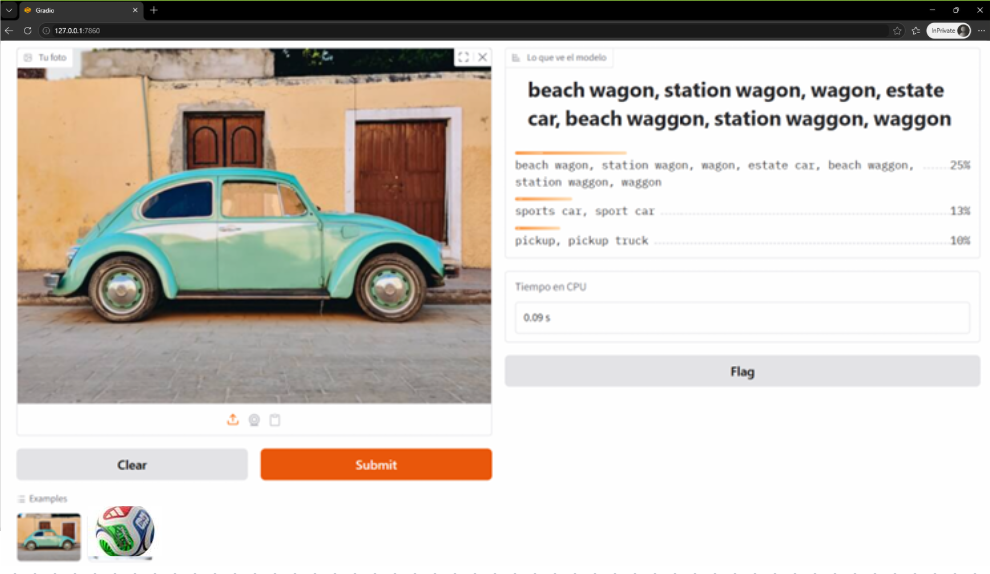 Gradio
127.0.0.1:7860
InPrivate
Tu foto
Lo que ve el modelo
beach wagon, station wagon, wagon, estate
car, beach waggon, station waggon, waggon
beach wagon, station wagon, wagon, estate car, beach waggon, 25%
station waggon, waggon
sports car, sport car 13%
pickup, pickup truck 10%
Tiempo en CPU
0.09 s
Flag
Clear
Submit
Examples